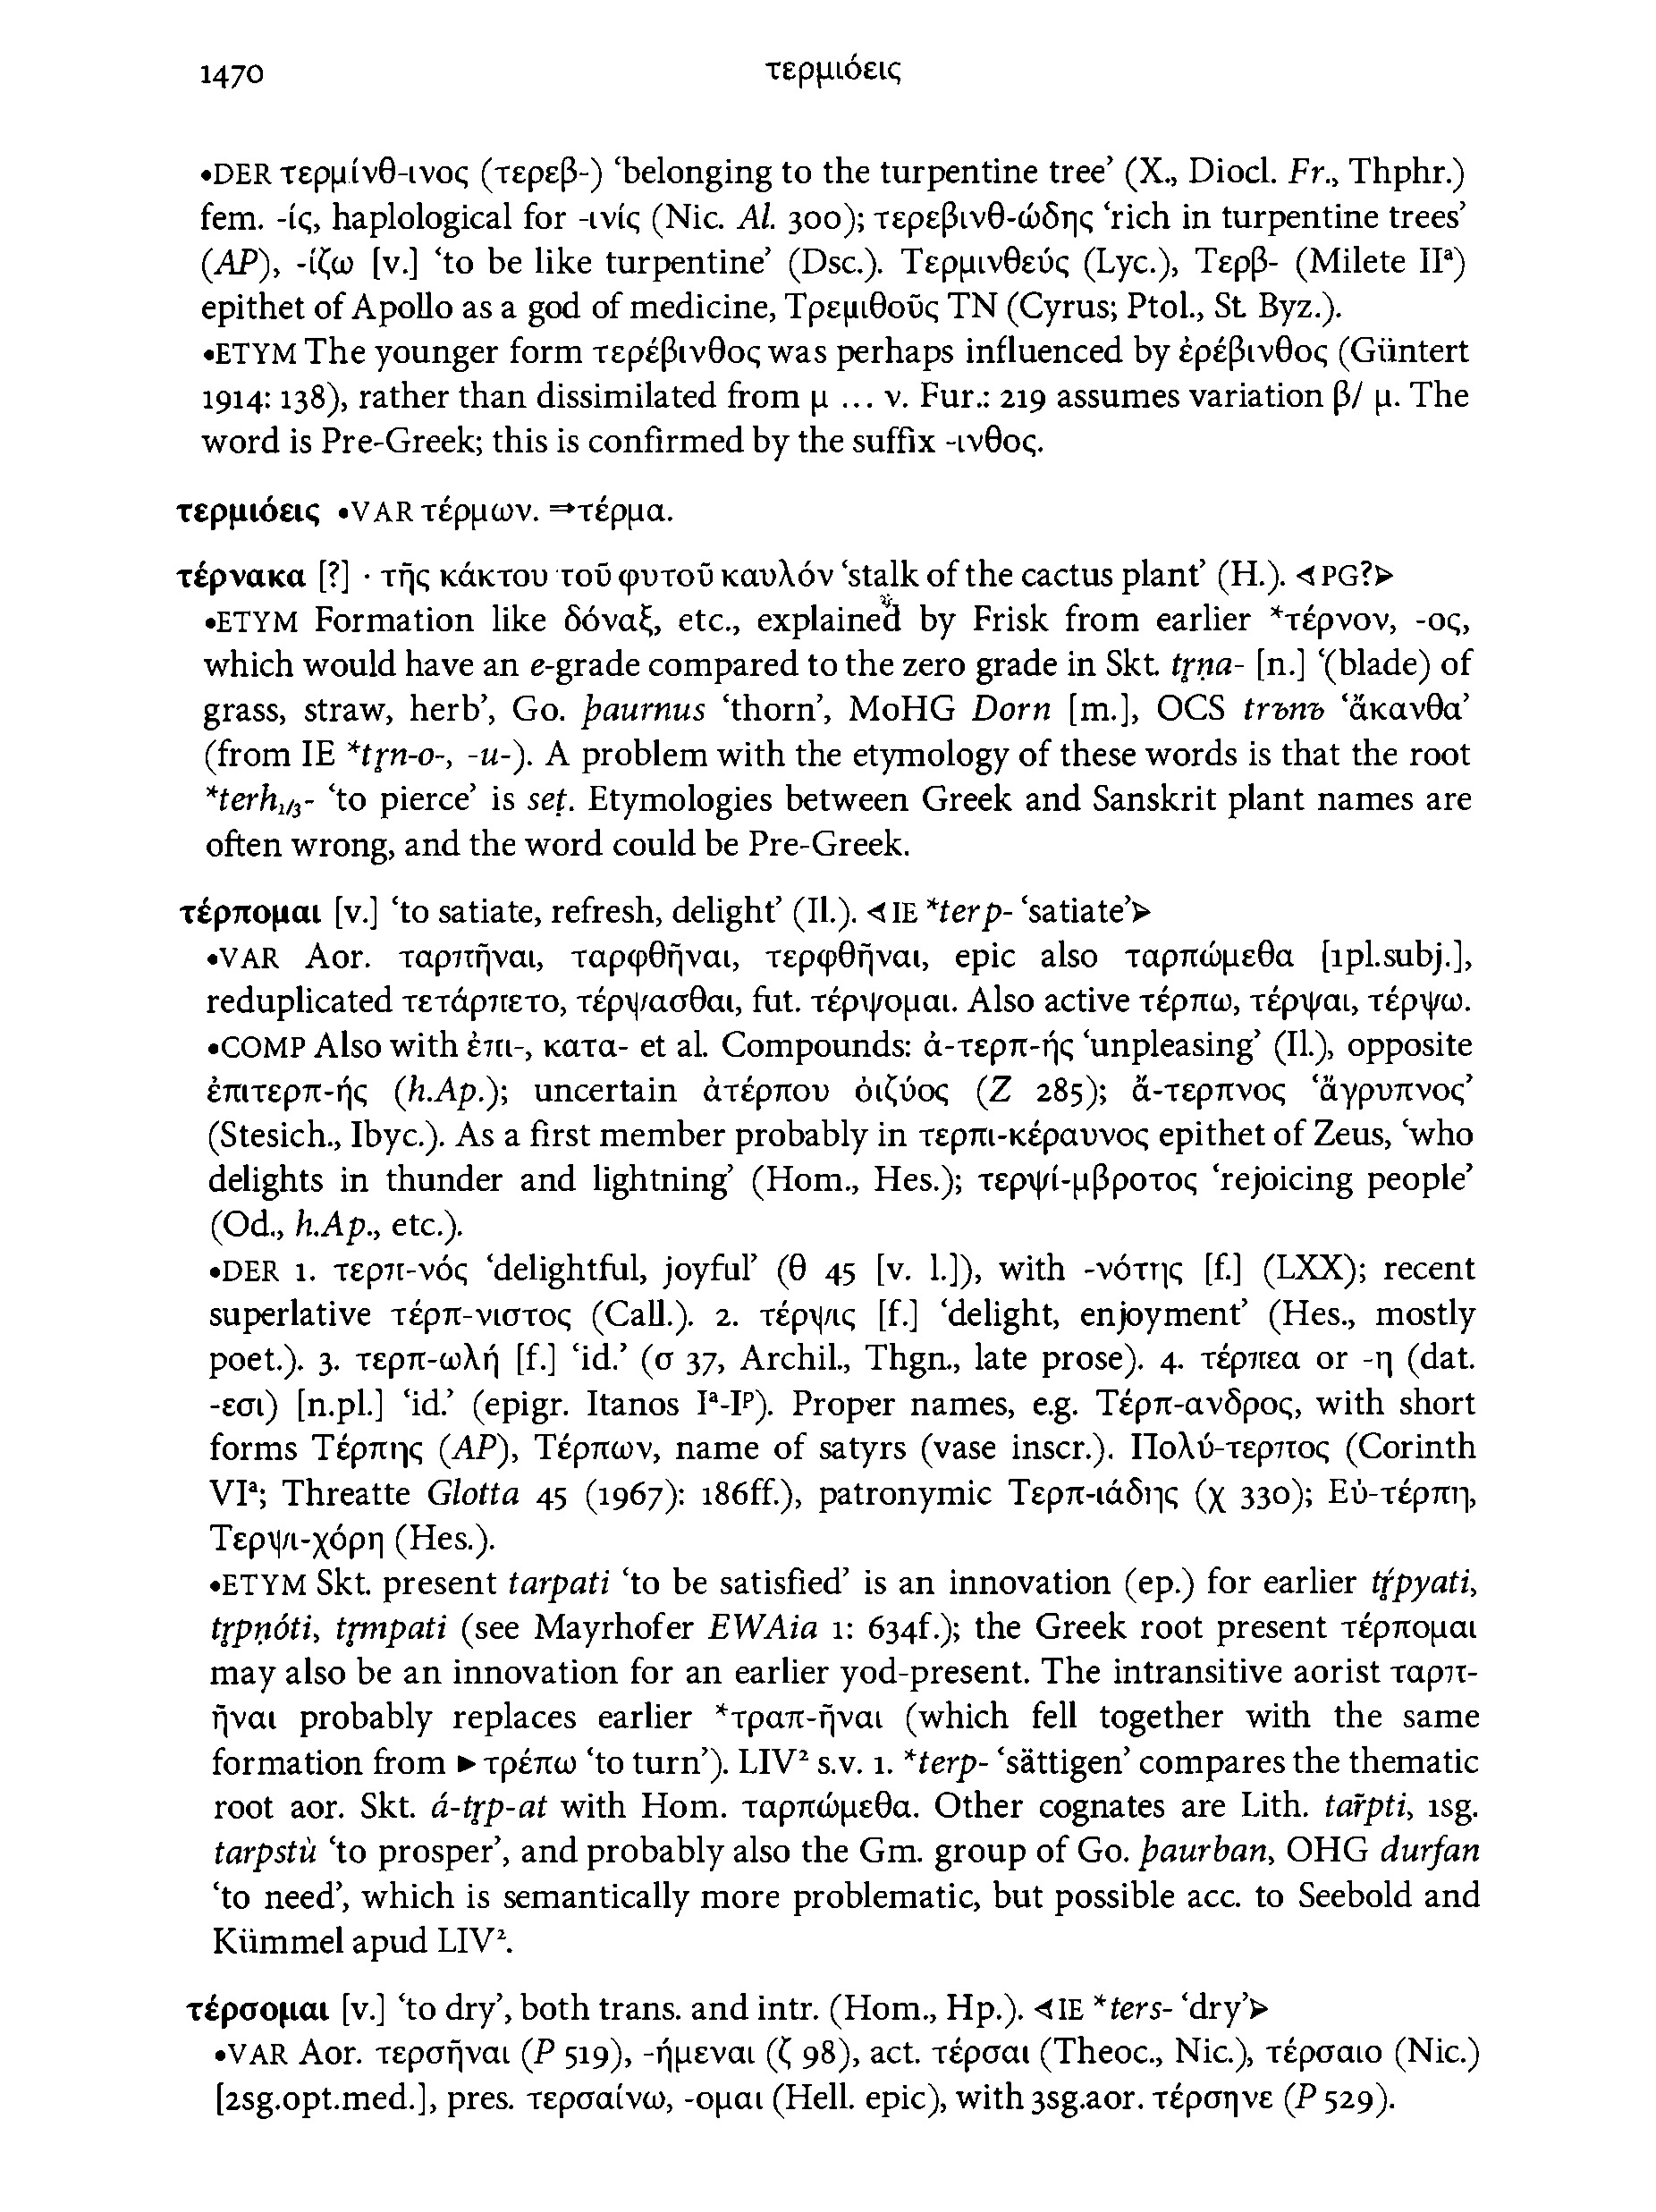 1470 τερμιόεις
•DER τερμίνθ-ινος (τερεβ-) ‘belonging to the turpentine tree’ (X., Diocl. Fr., Thphr.)
fem. -ίς, haplological for -ινίς (Nic. Al. 300); τερεβινθ-ώδης ‘rich in turpentine trees’
(AP), -ίζω [v.] ‘to be like turpentine’ (Dsc.). Τερμινθεύς (Lyc.), Τερβ- (Milete IIᵃ)
epithet of Apollo as a god of medicine, Τρεμιθοῦς TN (Cyrus; Ptol., St. Byz.).
•ETYM The younger form τερέβινθος was perhaps influenced by ἐρέβινθος (Güntert
1914: 138), rather than dissimilated from μ ... ν. Fur.: 219 assumes variation β/ μ. The
word is Pre-Greek; this is confirmed by the suffix -ινθος.
τερμιόεις •VAR τέρμων. ⇒τέρμα.
τέρνακα [?] · τῆς κάκτου τοῦ φυτοῦ καυλόν ‘stalk of the cactus plant’ (H.). ◁PG?▷
•ETYM Formation like δόναξ, etc., explained by Frisk from earlier *τέρνον, -ος,
which would have an e-grade compared to the zero grade in Skt. tṛṇa- [n.] ‘(blade) of
grass, straw, herb’, Go. þaurnus ‘thorn’, MoHG Dorn [m.], OCS trъnъ ‘ἄκανθα’
(from IE *tṛn-o-, -u-). A problem with the etymology of these words is that the root
*terh₁/₃- ‘to pierce’ is seṭ. Etymologies between Greek and Sanskrit plant names are
often wrong, and the word could be Pre-Greek.
τέρπομαι [v.] ‘to satiate, refresh, delight’ (Il.). ◁IE *terp- ‘satiate’▷
•VAR Aor. ταρπῆναι, ταρφθῆναι, τερφθῆναι, epic also ταρπώμεθα [1pl.subj.],
reduplicated τετάρπετο, τέρψασθαι, fut. τέρψομαι. Also active τέρπω, τέρψαι, τέρψω.
•COMP Also with ἐπι-, κατα- et al. Compounds: ἀ-τερπ-ής ‘unpleasing’ (Il.), opposite
ἐπιτερπ-ής (h.Ap.); uncertain ἀτέρπου ὀιζύος (Z 285); ἄ-τερπνος ‘ἄγρυπνος’
(Stesich., Ibyc.). As a first member probably in τερπι-κέραυνος epithet of Zeus, ‘who
delights in thunder and lightning’ (Hom., Hes.); τερψί-μβροτος ‘rejoicing people’
(Od., h.Ap., etc.).
•DER 1. τερπ-νός ‘delightful, joyful’ (θ 45 [v. l.]), with -νότης [f.] (LXX); recent
superlative τέρπ-νιστος (Call.). 2. τέρψις [f.] ‘delight, enjoyment’ (Hes., mostly
poet.). 3. τερπ-ωλή [f.] ‘id.’ (σ 37, Archil., Thgn., late prose). 4. τέρπεα or -η (dat.
-εσι) [n.pl.] ‘id.’ (epigr. Itanos Iᵃ-Iᵖ). Proper names, e.g. Τέρπ-ανδρος, with short
forms Τέρπης (AP), Τέρπων, name of satyrs (vase inscr.). Πολύ-τερπος (Corinth
VIᵃ; Threatte Glotta 45 (1967): 186ff.), patronymic Τερπ-ιάδης (χ 330); Εὐ-τέρπη,
Τερψι-χόρη (Hes.).
•ETYM Skt. present tarpati ‘to be satisfied’ is an innovation (ep.) for earlier tṛ́pyati,
tṛpṇóti, tṛmpati (see Mayrhofer EWAia 1: 634f.); the Greek root present τέρπομαι
may also be an innovation for an earlier yod-present. The intransitive aorist ταρπ-
ῆναι probably replaces earlier *τραπ-ῆναι (which fell together with the same
formation from ►τρέπω ‘to turn’). LIV² s.v. 1. *terp- ‘sättigen’ compares the thematic
root aor. Skt. á-tṛp-at with Hom. ταρπώμεθα. Other cognates are Lith. tar̃pti, 1sg.
tarpstù ‘to prosper’, and probably also the Gm. group of Go. þaurban, OHG durfan
‘to need’, which is semantically more problematic, but possible acc. to Seebold and
Kümmel apud LIV².
τέρσομαι [v.] ‘to dry’, both trans. and intr. (Hom., Hp.). ◁IE *ters- ‘dry’▷
•VAR Aor. τερσῆναι (P 519), -ήμεναι (ζ 98), act. τέρσαι (Theoc., Nic.), τέρσαιο (Nic.)
[2sg.opt.med.], pres. τερσαίνω, -ομαι (Hell. epic), with 3sg.aor. τέρσηνε (P 529).